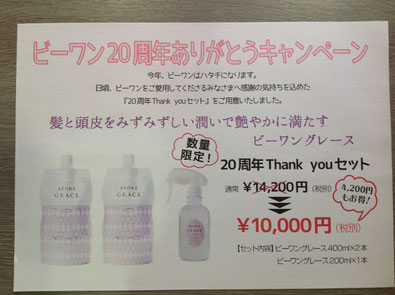 ビーワン20周年ありがとうキャンペーン
今年、ビーワンはハタチになります。
日頃、ビーワンをご愛用してくださるみなさまへ感謝の気持ちを込めた
『20周年Thank youセット』をご用意いたしました。
髪と頭皮をみずみずしい潤いで艶やかに満たす
ビーワングレース
数量
限定!
20周年Thank youセット
通常 ¥14,200円(税別)
4,200円
もお得!
¥10,000円(税別)
【セット内容】ビーワングレース400ml×2本
ビーワングレース200ml×1本
BEONE
GRACE
BEONE
GRACE